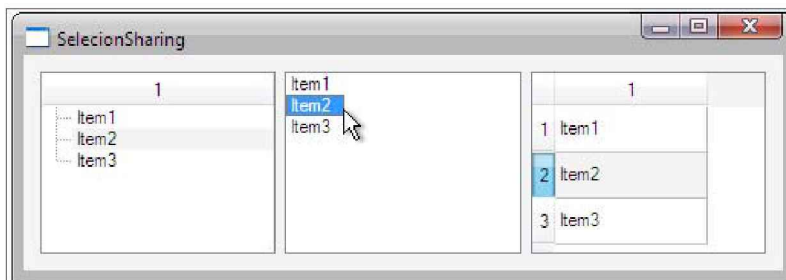 SelecionSharing
1
Item1
Item2
Item3
Item1
Item2
Item3
1
1 Item1
2 Item2
3 Item3